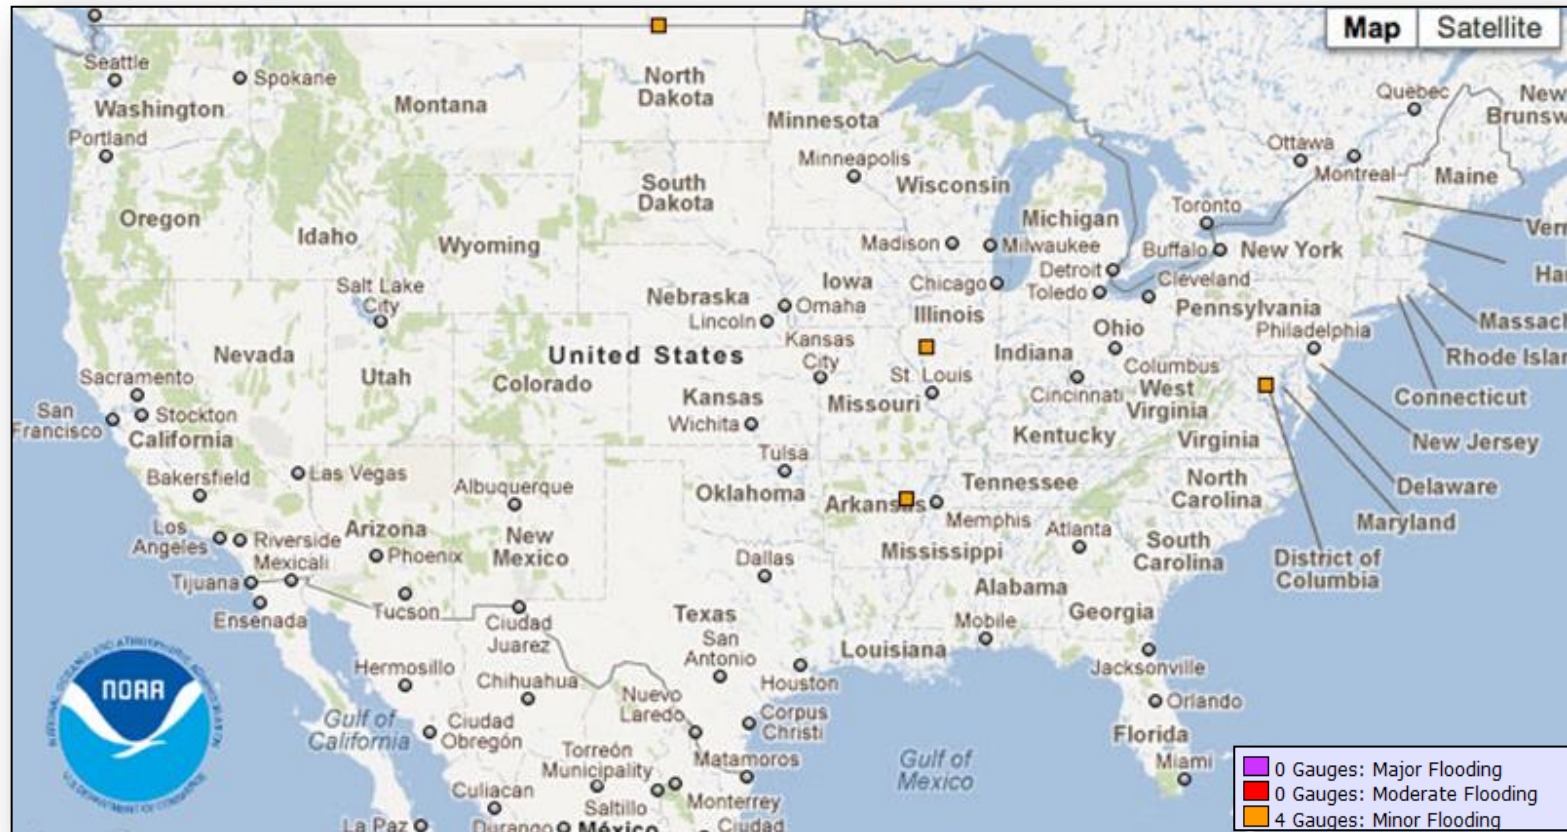 Map
Satellite
Seattle
Spokane
Washington
Montana
North
Dakota
Minnesota
Quebec
New
Brunsw
Portland
Minneapolis
Ottawa
Montreal
Maine
Oregon
Idaho
Wyoming
South
Dakota
Wisconsin
Michigan
Toronto
Vern
Madison
Milwaukee
Buffalo
New York
Detroit
Iowa
Chicago
Toledo
Cleveland
Salt Lake
City
Nebraska
Omaha
Lincoln
Illinois
Pennsylvania
Massach
Nevada
United States
Kansas
City
Indiana
Ohio
Philadelphia
Rhode Islan
Sacramento
Utah
Colorado
St. Louis
Columbus
Cincinnati
West
Virginia
Connecticut
San
Francisco
Stockton
California
Kansas
Wichita
Missouri
Kentucky
Virginia
New Jersey
Bakersfield
Las Vegas
Albuquerque
Tulsa
Oklahoma
Arkansas
Tennessee
Memphis
North
Carolina
Delaware
Maryland
Los
Angeles
Riverside
Mexicali
Arizona
Phoenix
New
Mexico
Dallas
Mississippi
Atlanta
South
Carolina
District of
Columbia
Tijuana
Ensenada
Tucson
Ciudad
Juarez
Texas
Alabama
Georgia
Mobile
San
Antonio
Louisiana
Jacksonville
NOAA
Hermosillo
Chihuahua
Nuevo
Laredo
Houston
Orlando
Gulf of
California
Ciudad
Obregón
Corpus
Christi
Florida
Torreón
Municipality
Matamoros
Gulf of
Mexico
Miami
Culiacan
Saltillo
Monterrey
La Paz
Durango
México
Ciudad
0 Gauges: Major Flooding
0 Gauges: Moderate Flooding
4 Gauges: Minor Flooding